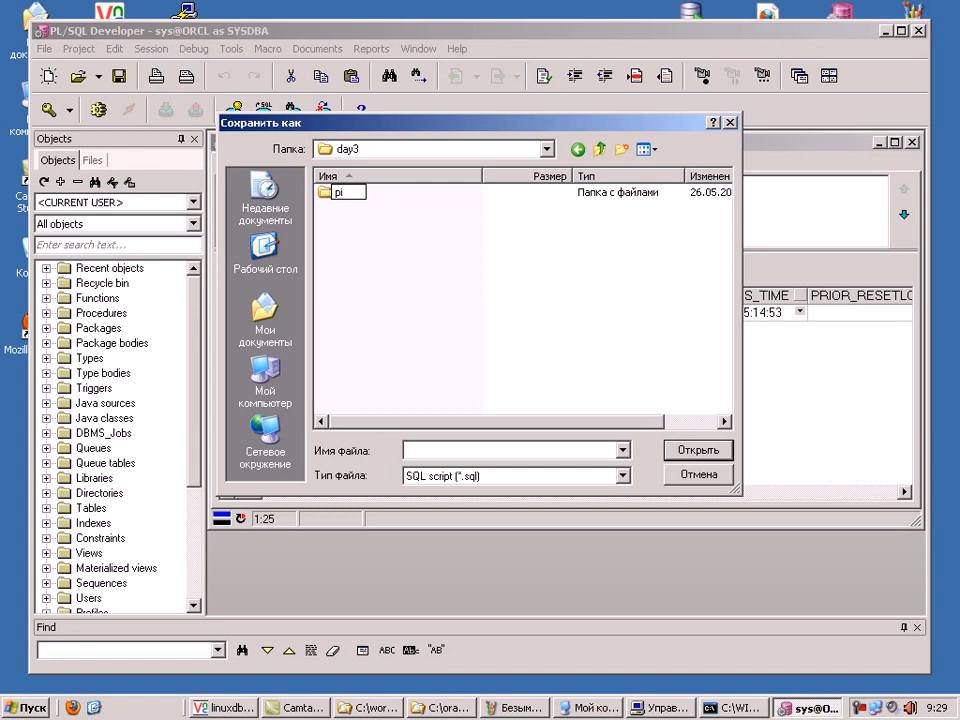 PL/SQL Developer - sys@ORCL as SYSDBA
File Project Edit Session Debug Tools Macro Documents Reports Window Help
SQL
Objects
Objects Files
<CURRENT USER>
All objects
Enter search text...
Recent objects
Recycle bin
Functions
Procedures
Packages
Package bodies
Types
Type bodies
Triggers
Java sources
Java classes
DBMS_Jobs
Queues
Queue tables
Libraries
Directories
Tables
Indexes
Constraints
Views
Materialized views
Sequences
Users
Profiles
Сохранить как
Папка: day3
Имя Размер Тип Изменен
pi Папка с файлами 26.05.20
Недавние
документы
Рабочий стол
Мои
документы
Мой
компьютер
Сетевое
окружение
Имя файла: Открыть
Тип файла: SQL script (*.sql) Отмена
S_TIME PRIOR_RESETLO
5:14:53
1:25
Find
ABC "AB"
Пуск linuxdb... Camta... C:\wor... C:\ora... Безым... Мой ко... Управ... C:\WI... sys@O... 9:29